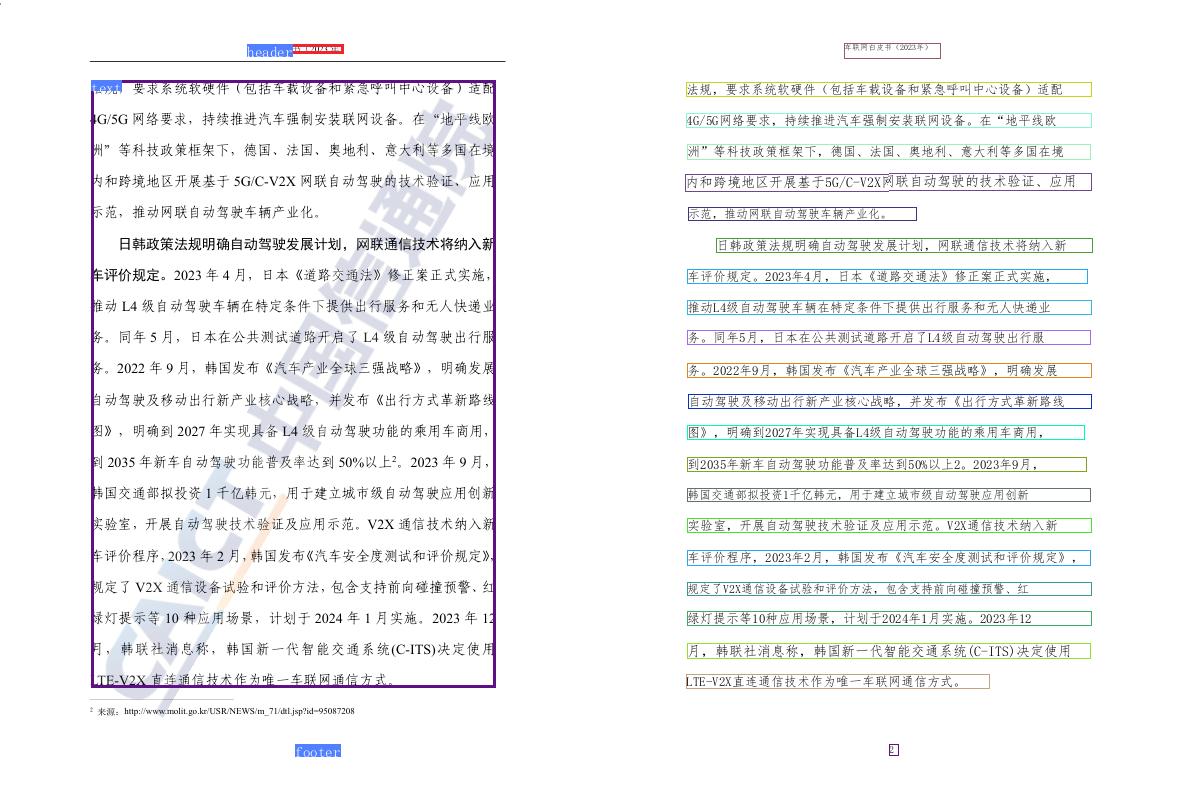 header
text
法规，要求系统软硬件（包括车载设备和紧急呼叫中心设备）适配
4G/5G 网络要求，持续推进汽车强制安装联网设备。在“地平线欧
洲”等科技政策框架下，德国、法国、奥地利、意大利等多国在境
内和跨境地区开展基于 5G/C-V2X 网联自动驾驶的技术验证、应用
示范，推动网联自动驾驶车辆产业化。
日韩政策法规明确自动驾驶发展计划，网联通信技术将纳入新
车评价规定。2023 年 4 月，日本《道路交通法》修正案正式实施，
推动 L4 级自动驾驶车辆在特定条件下提供出行服务和无人快递业
务。同年 5 月，日本在公共测试道路开启了 L4 级自动驾驶出行服
务。2022 年 9 月，韩国发布《汽车产业全球三强战略》，明确发展
自动驾驶及移动出行新产业核心战略，并发布《出行方式革新路线
图》，明确到 2027 年实现具备 L4 级自动驾驶功能的乘用车商用，
到 2035 年新车自动驾驶功能普及率达到 50%以上²。2023 年 9 月，
韩国交通部拟投资 1 千亿韩元，用于建立城市级自动驾驶应用创新
实验室，开展自动驾驶技术验证及应用示范。V2X 通信技术纳入新
车评价程序，2023 年 2 月，韩国发布《汽车安全度测试和评价规定》，
规定了 V2X 通信设备试验和评价方法，包含支持前向碰撞预警、红
绿灯提示等 10 种应用场景，计划于 2024 年 1 月实施。2023 年 12
月，韩联社消息称，韩国新一代智能交通系统(C-ITS)决定使用
LTE-V2X 直连通信技术作为唯一车联网通信方式。
CAICT 中国信通院
² 来源：http://www.molit.go.kr/USR/NEWS/m_71/dtl.jsp?id=95087208
footer
车联网白皮书（2023年）
法规，要求系统软硬件（包括车载设备和紧急呼叫中心设备）适配
4G/5G网络要求，持续推进汽车强制安装联网设备。在“地平线欧
洲”等科技政策框架下，德国、法国、奥地利、意大利等多国在境
内和跨境地区开展基于5G/C-V2X网联自动驾驶的技术验证、应用
示范，推动网联自动驾驶车辆产业化。
日韩政策法规明确自动驾驶发展计划，网联通信技术将纳入新
车评价规定。2023年4月，日本《道路交通法》修正案正式实施，
推动L4级自动驾驶车辆在特定条件下提供出行服务和无人快递业
务。同年5月，日本在公共测试道路开启了L4级自动驾驶出行服
务。2022年9月，韩国发布《汽车产业全球三强战略》，明确发展
自动驾驶及移动出行新产业核心战略，并发布《出行方式革新路线
图》，明确到2027年实现具备L4级自动驾驶功能的乘用车商用，
到2035年新车自动驾驶功能普及率达到50%以上2。2023年9月，
韩国交通部拟投资1千亿韩元，用于建立城市级自动驾驶应用创新
实验室，开展自动驾驶技术验证及应用示范。V2X通信技术纳入新
车评价程序，2023年2月，韩国发布《汽车安全度测试和评价规定》，
规定了V2X通信设备试验和评价方法，包含支持前向碰撞预警、红
绿灯提示等10种应用场景，计划于2024年1月实施。2023年12
月，韩联社消息称，韩国新一代智能交通系统(C-ITS)决定使用
LTE-V2X直连通信技术作为唯一车联网通信方式。
2